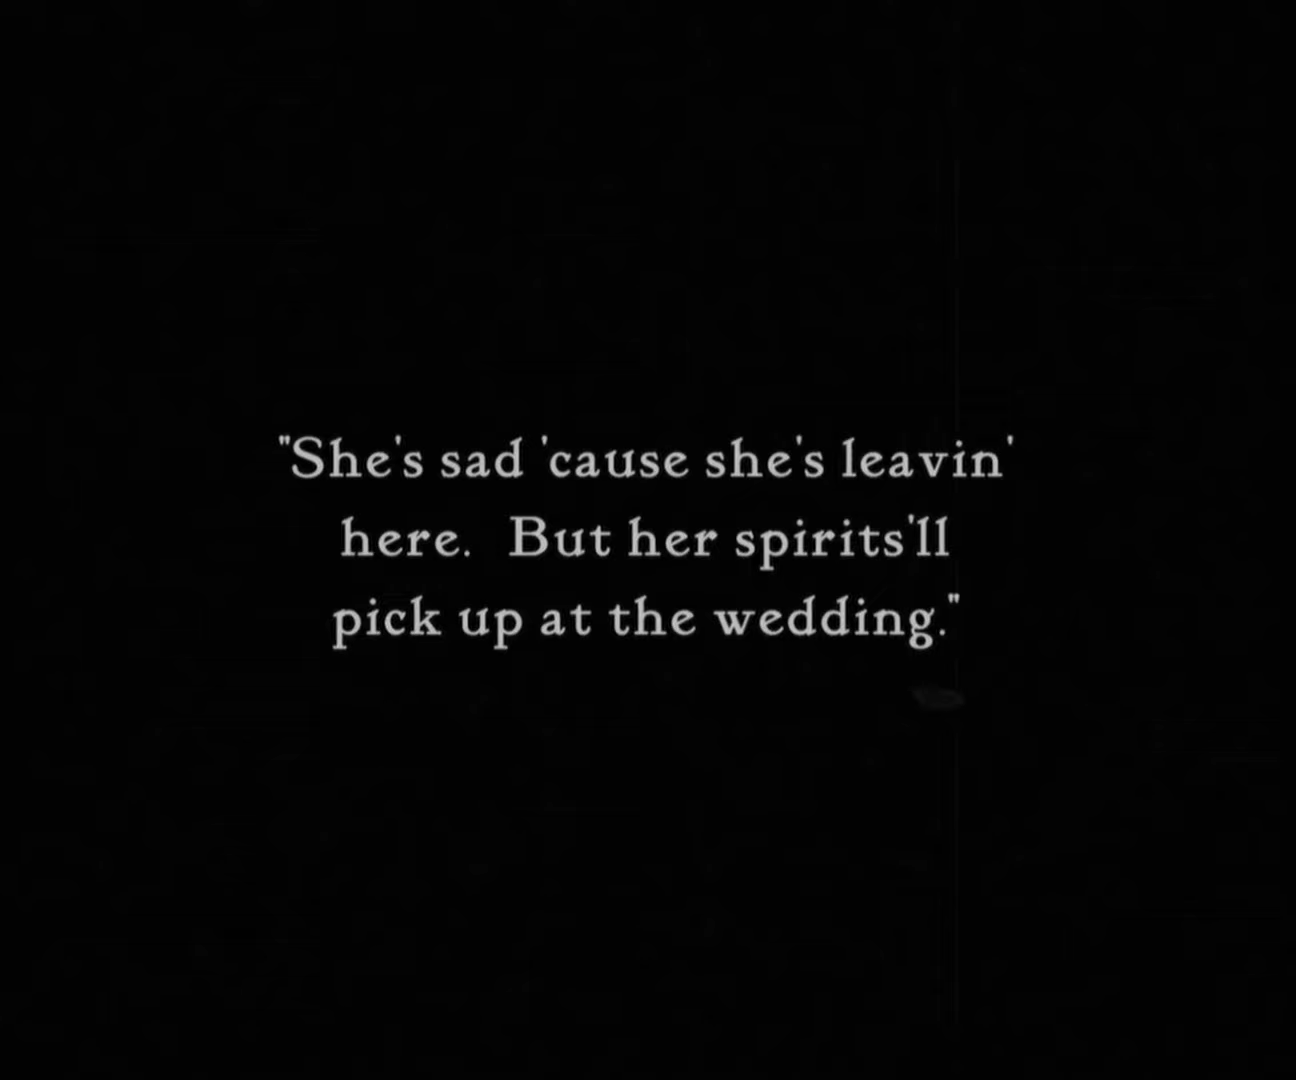 "She's sad 'cause she's leavin'
here.  But her spirits'll
pick up at the wedding."